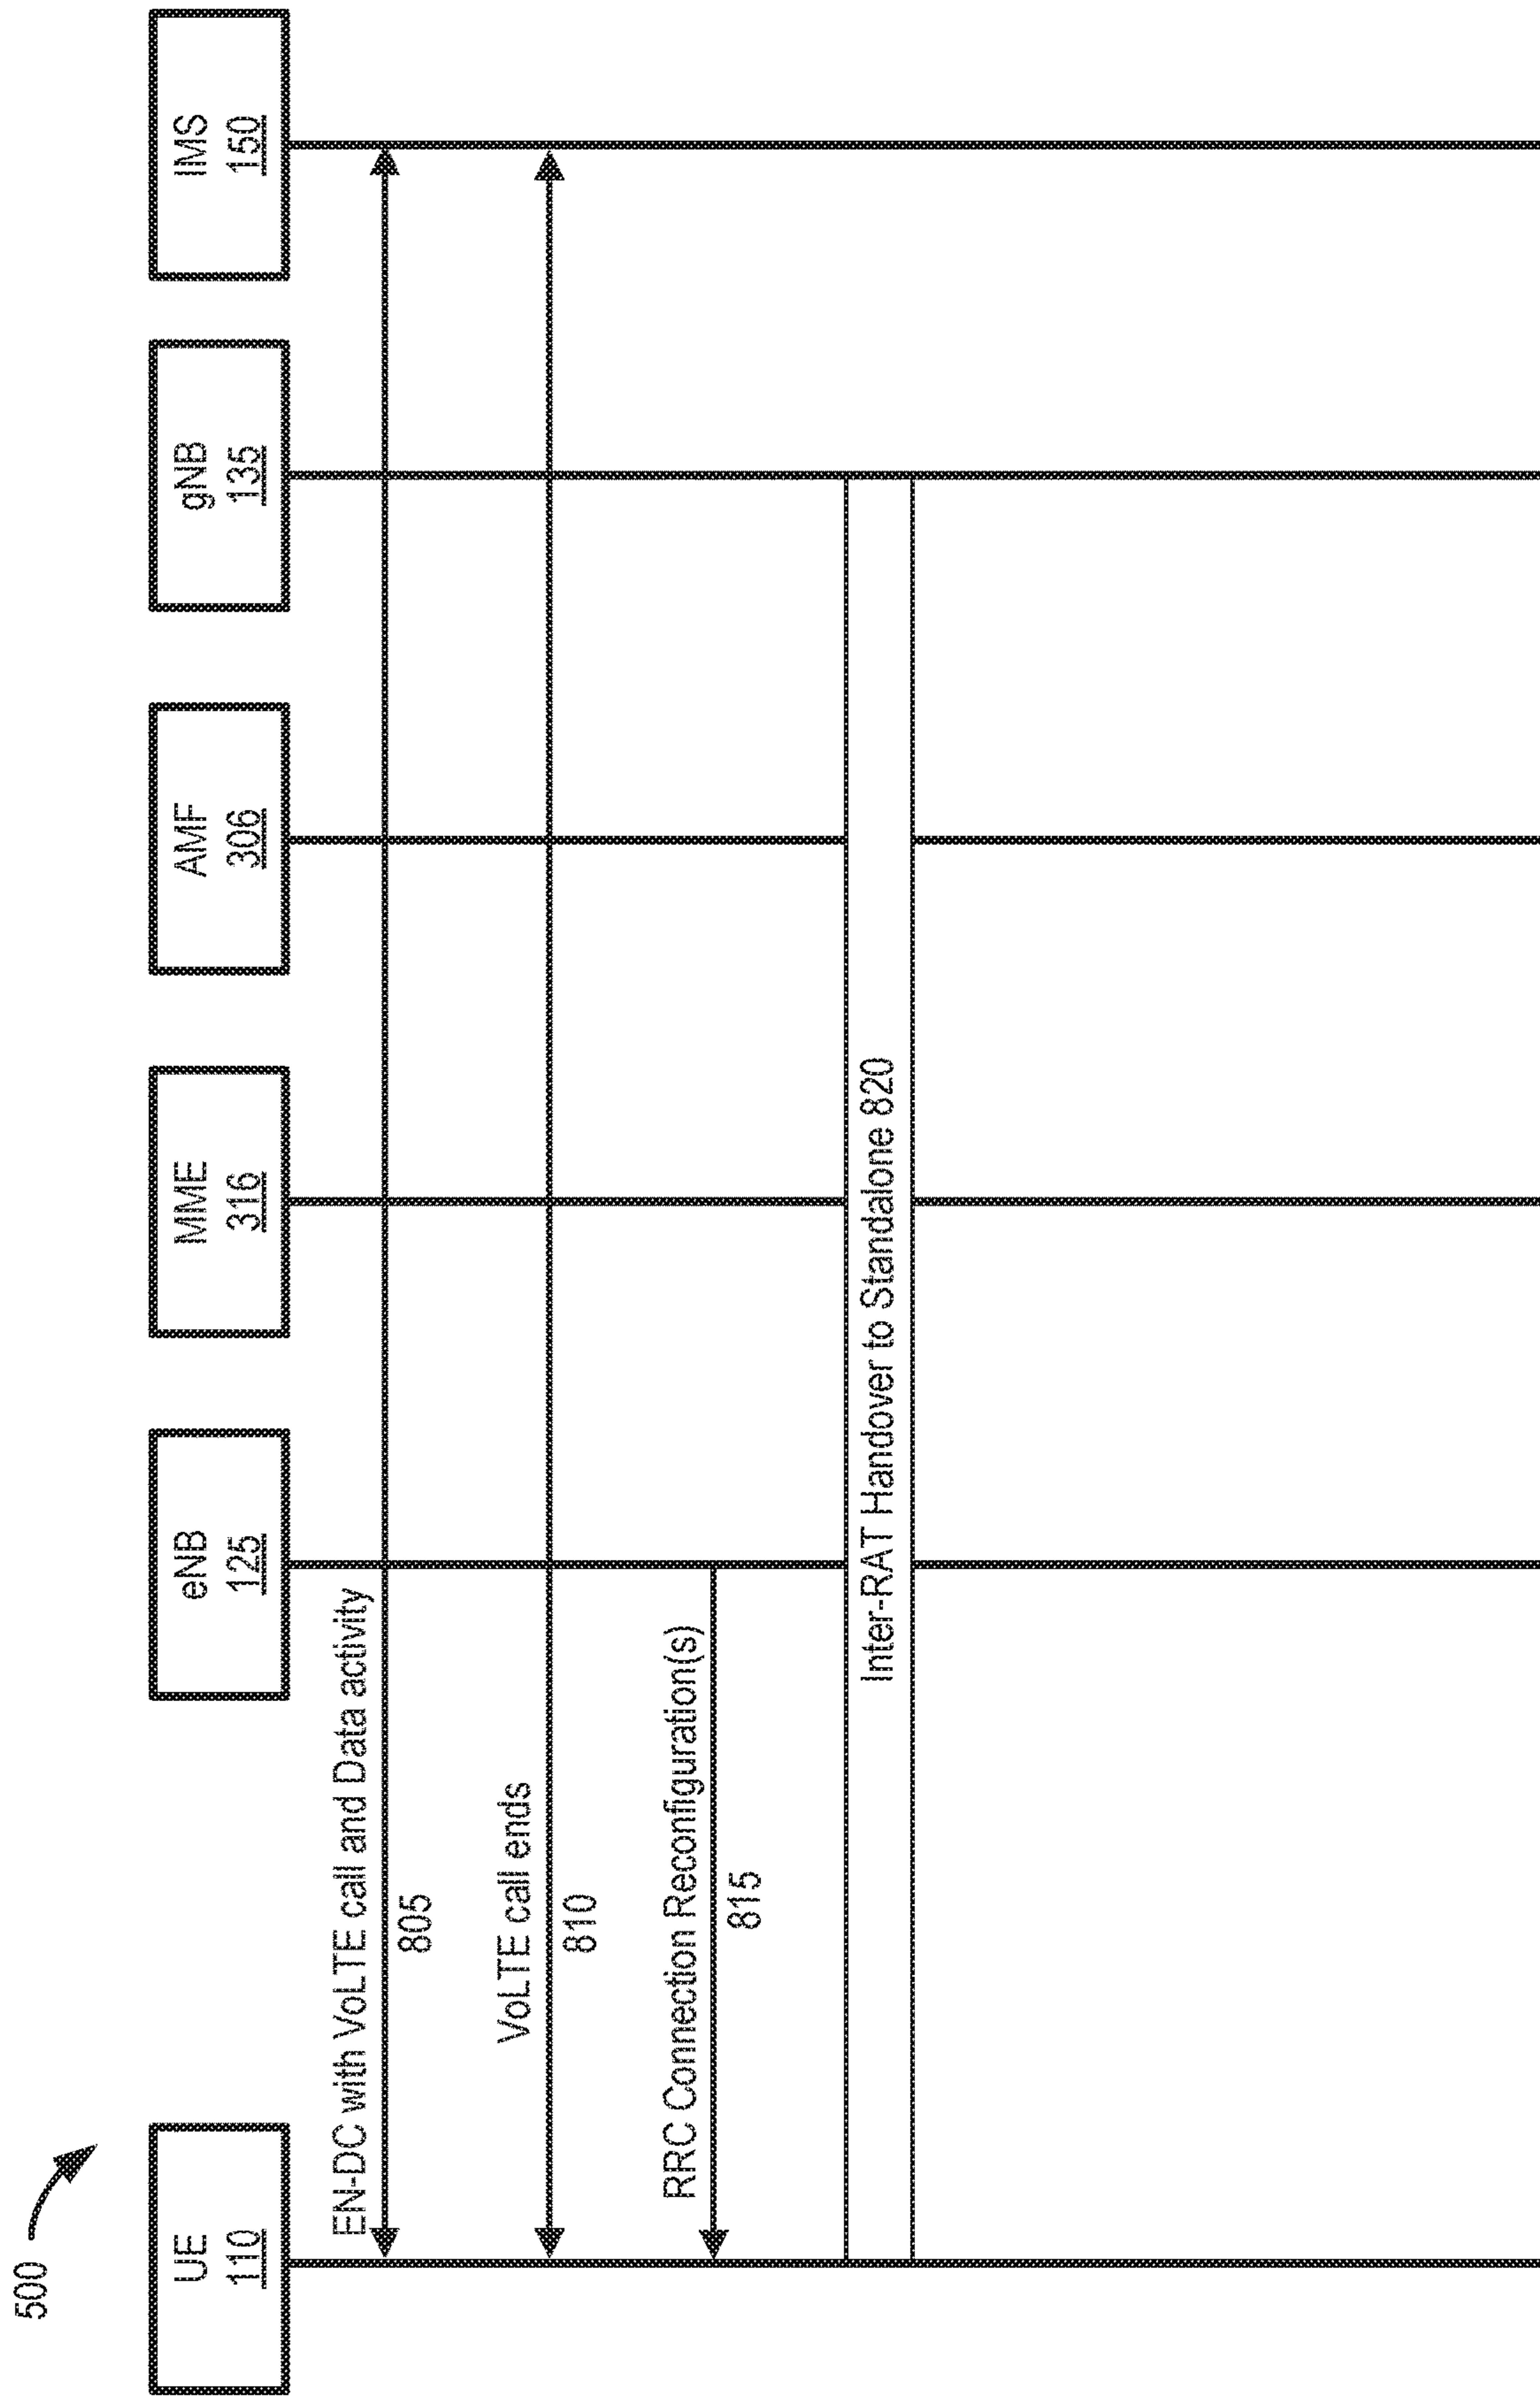 500
UE
110
eNB
125
MME
316
AMF
306
gNB
135
IMS
150
EN-DC with VoLTE call and Data activity
805
VoLTE call ends
810
RRC Connection Reconfiguration(s)
815
Inter-RAT Handover to Standalone 820